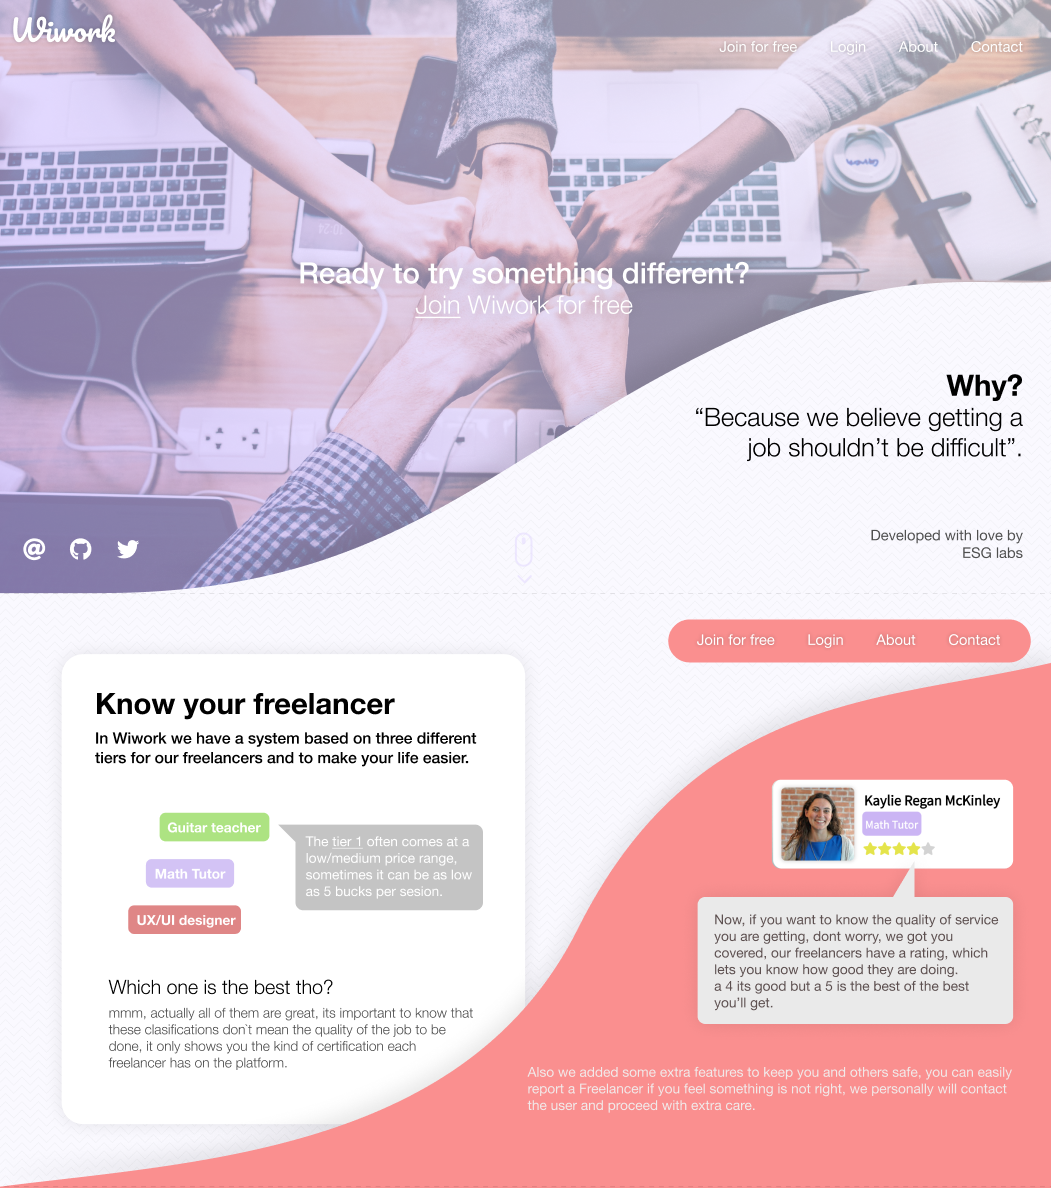 Wiwork
Join for free Login About Contact
Ready to try something different?
Join Wiwork for free
Why?
“Because we believe getting a
job shouldn’t be difficult”.
@
Developed with love by
ESG labs
Join for free Login About Contact
Know your freelancer
In Wiwork we have a system based on three different
tiers for our freelancers and to make your life easier.
Guitar teacher
Math Tutor
UX/UI designer
The tier 1 often comes at a
low/medium price range,
sometimes it can be as low
as 5 bucks per sesion.
Which one is the best tho?
mmm, actually all of them are great, its important to know that
these clasifications don`t mean the quality of the job to be
done, it only shows you the kind of certification each
freelancer has on the platform.
Kaylie Regan McKinley
Math Tutor
Now, if you want to know the quality of service
you are getting, dont worry, we got you
covered, our freelancers have a rating, which
lets you know how good they are doing.
a 4 its good but a 5 is the best of the best
you’ll get.
Also we added some extra features to keep you and others safe, you can easily
report a Freelancer if you feel something is not right, we personally will contact
the user and proceed with extra care.